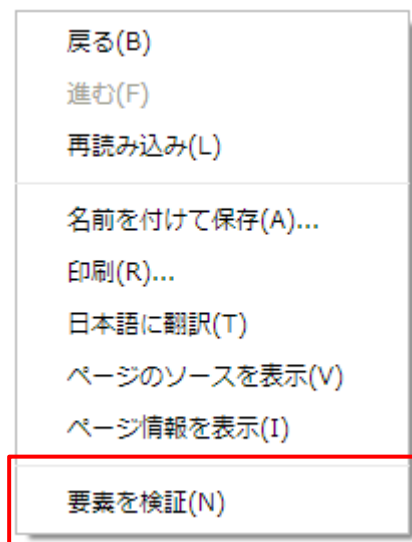 戻る(B)
進む(F)
再読み込み(L)
名前を付けて保存(A)...
印刷(R)...
日本語に翻訳(T)
ページのソースを表示(V)
ページ情報を表示(I)
要素を検証(N)